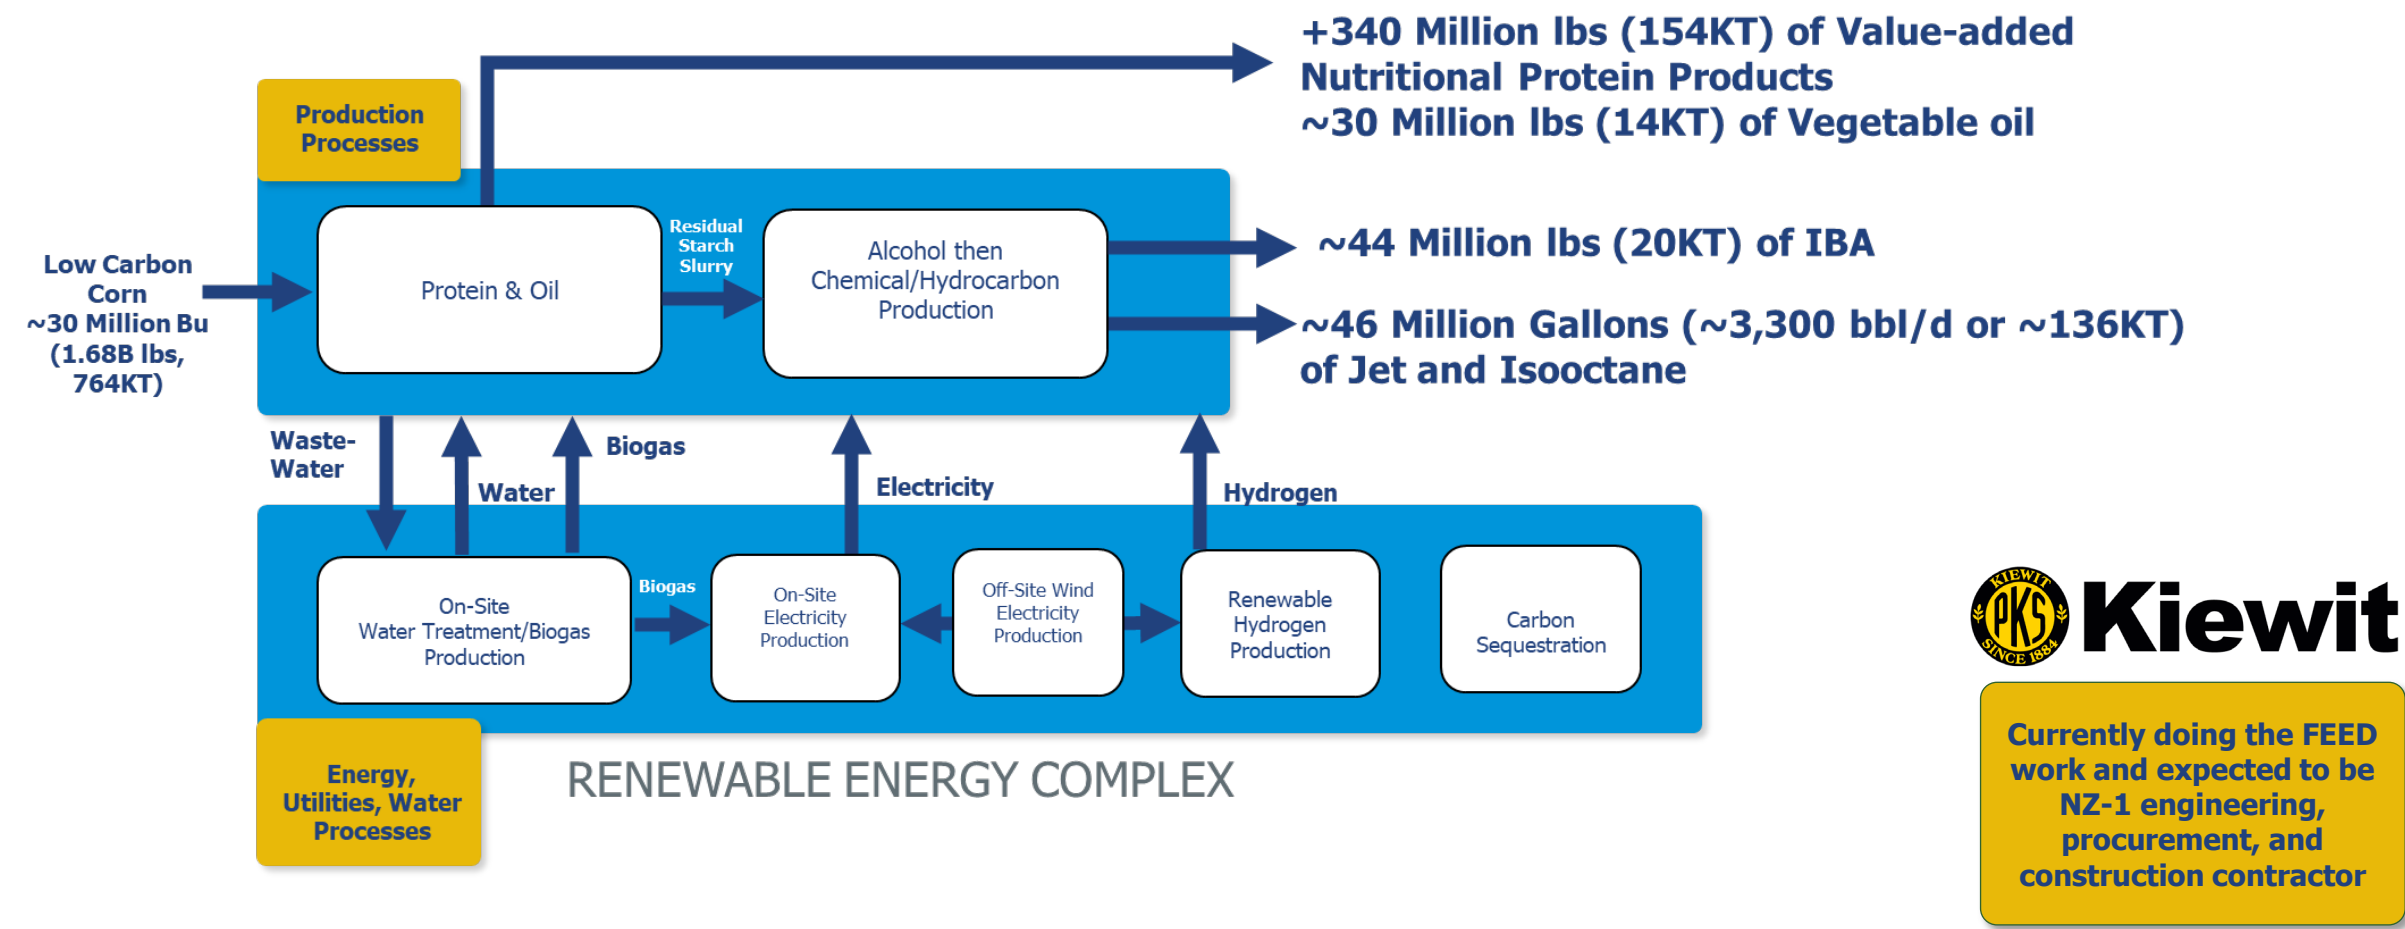 +340 Million lbs (154KT) of Value-added
Nutritional Protein Products
~30 Million lbs (14KT) of Vegetable oil
Production
Processes
Low Carbon
Corn
~30 Million Bu
(1.68B lbs,
764KT)
Protein & Oil
Residual
Starch
Slurry
Alcohol then
Chemical/Hydrocarbon
Production
~44 Million lbs (20KT) of IBA
~46 Million Gallons (~3,300 bbl/d or ~136KT)
of Jet and Isooctane
Waste-
Water
Water
Biogas
Electricity
Hydrogen
On-Site
Water Treatment/Biogas
Production
Biogas
On-Site
Electricity
Production
Off-Site Wind
Electricity
Production
Renewable
Hydrogen
Production
Carbon
Sequestration
Energy,
Utilities, Water
Processes
RENEWABLE ENERGY COMPLEX
KIEWIT
PKS
SINCE 1884
Kiewit
Currently doing the FEED
work and expected to be
NZ-1 engineering,
procurement, and
construction contractor